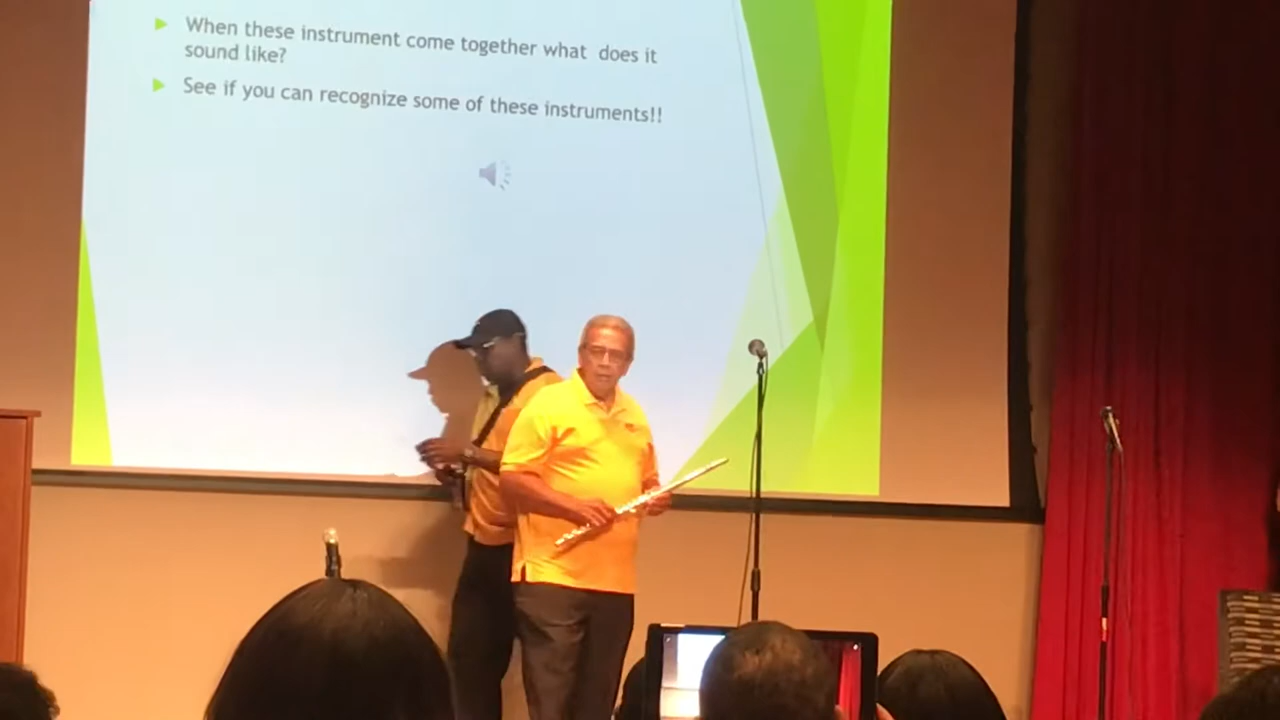 When these instrument come together what does it
sound like?
See if you can recognize some of these instruments!!